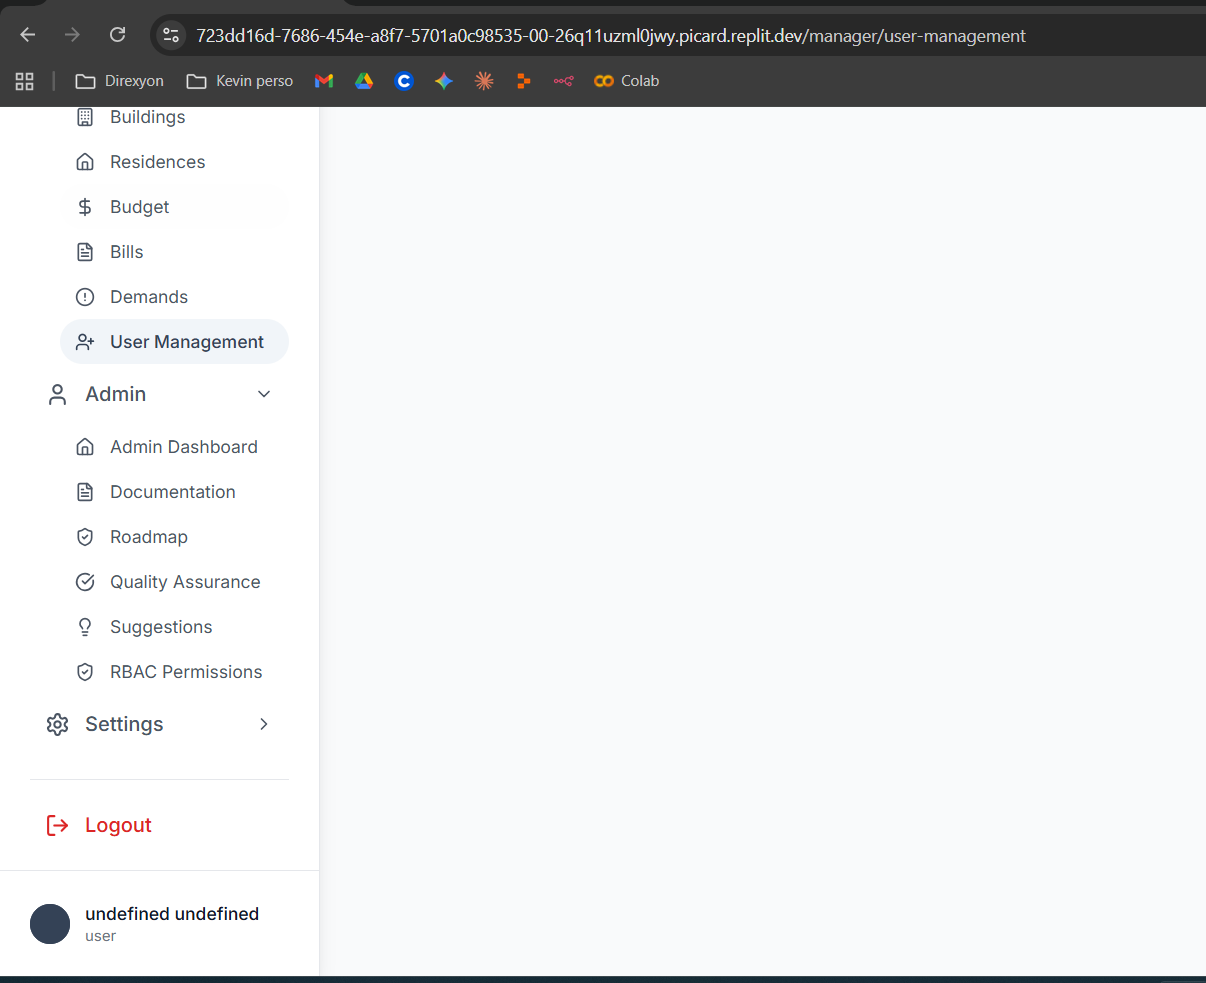 723dd16d-7686-454e-a8f7-5701a0c98535-00-26q11uzml0jwy.picard.replit.dev/manager/user-management
Direxyon
Kevin perso
Colab
Buildings
Residences
Budget
Bills
Demands
User Management
Admin
Admin Dashboard
Documentation
Roadmap
Quality Assurance
Suggestions
RBAC Permissions
Settings
Logout
undefined undefined
user